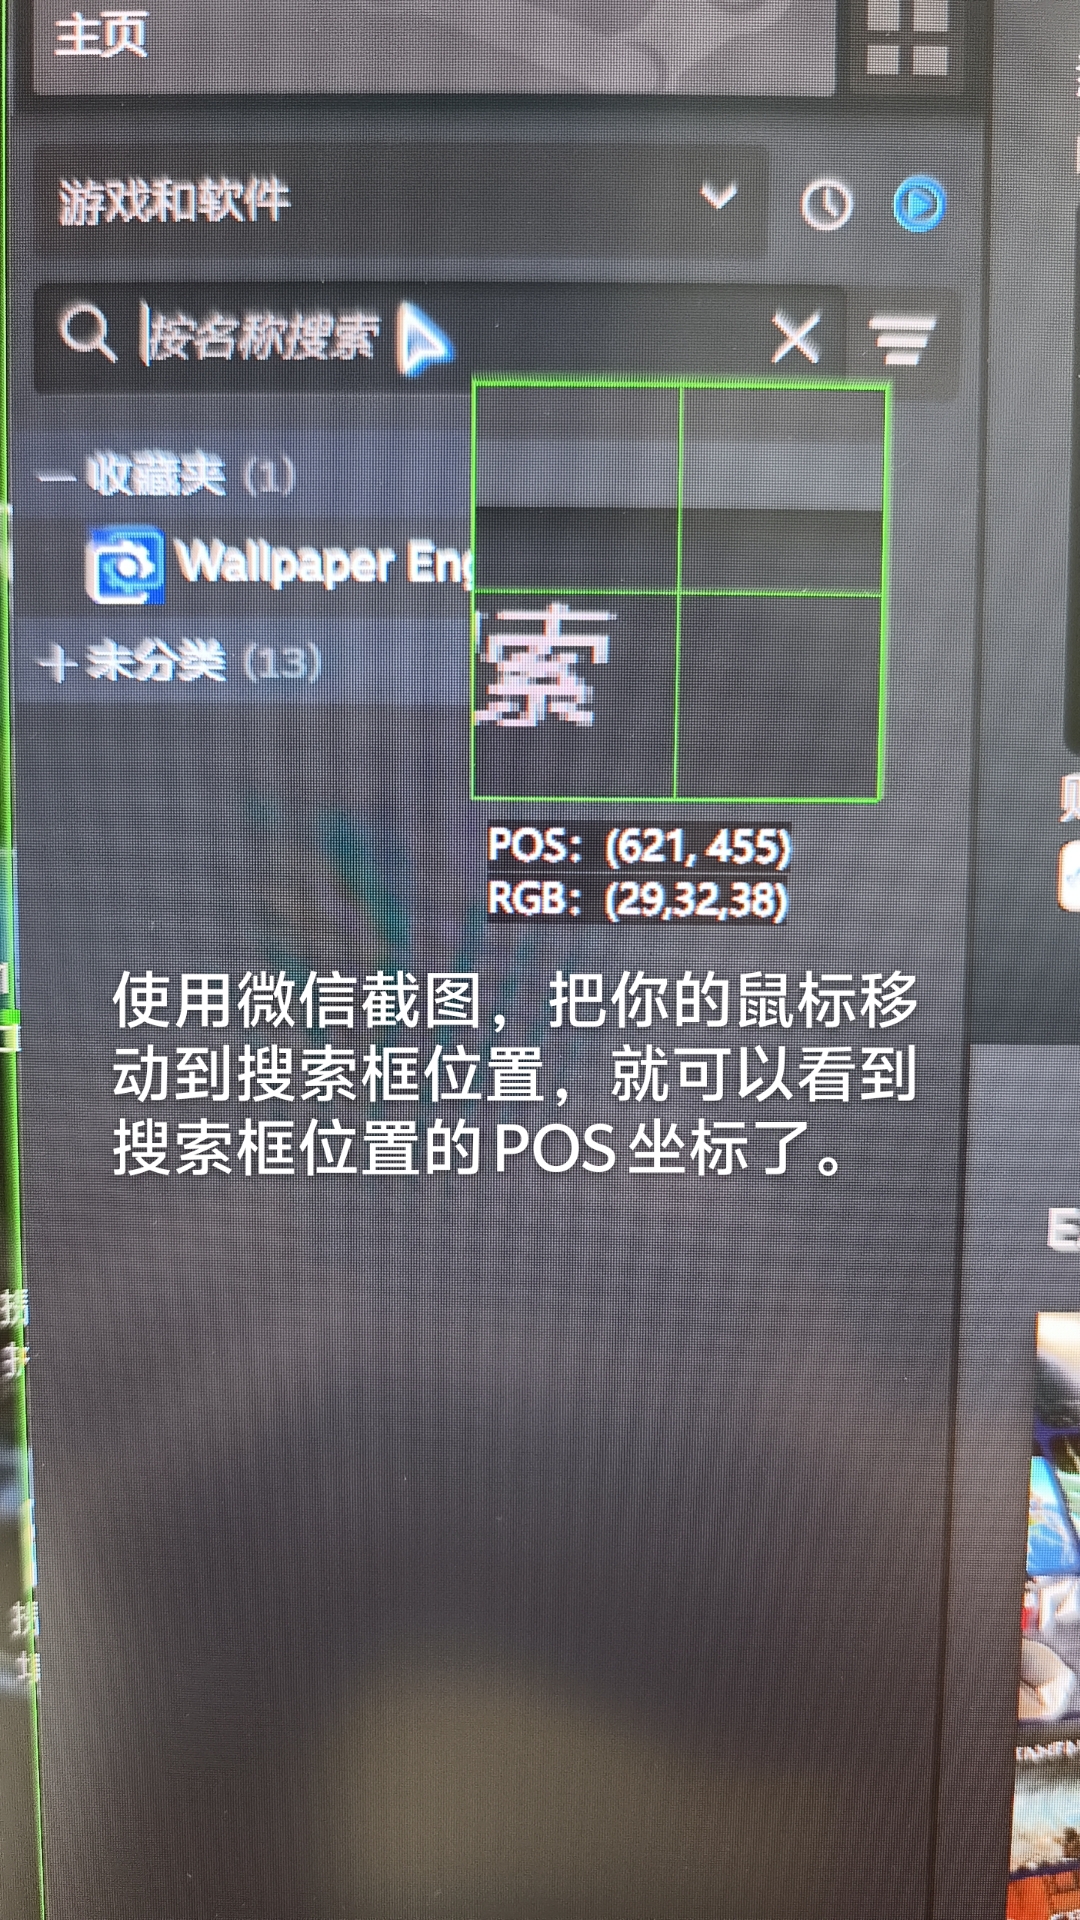 主页
游戏和软件
按名称搜索
收藏夹 (1)
Wallpaper
未分类 (13)
索
POS: (621, 455)
RGB: (29,32,38)
使用微信截图，把你的鼠标移
动到搜索框位置，就可以看到
搜索框位置的POS坐标了。